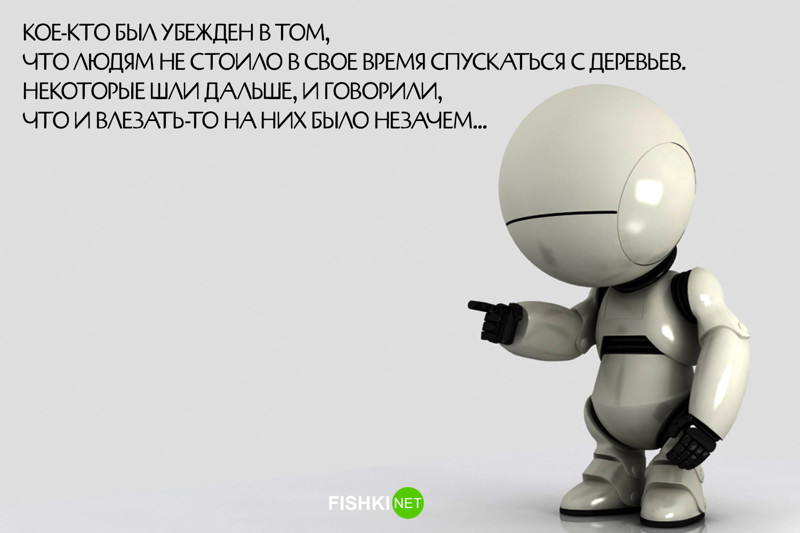 КОЕ-КТО БЫЛ УБЕЖДЕН В ТОМ,
ЧТО ЛЮДЯМ НЕ СТОИЛО В СВОЕ ВРЕМЯ СПУСКАТЬСЯ С ДЕРЕВЬЕВ.
НЕКОТОРЫЕ ШЛИ ДАЛЬШЕ, И ГОВОРИЛИ,
ЧТО И ВЛЕЗАТЬ-ТО НА НИХ БЫЛО НЕЗАЧЕМ...
FISHKI NET